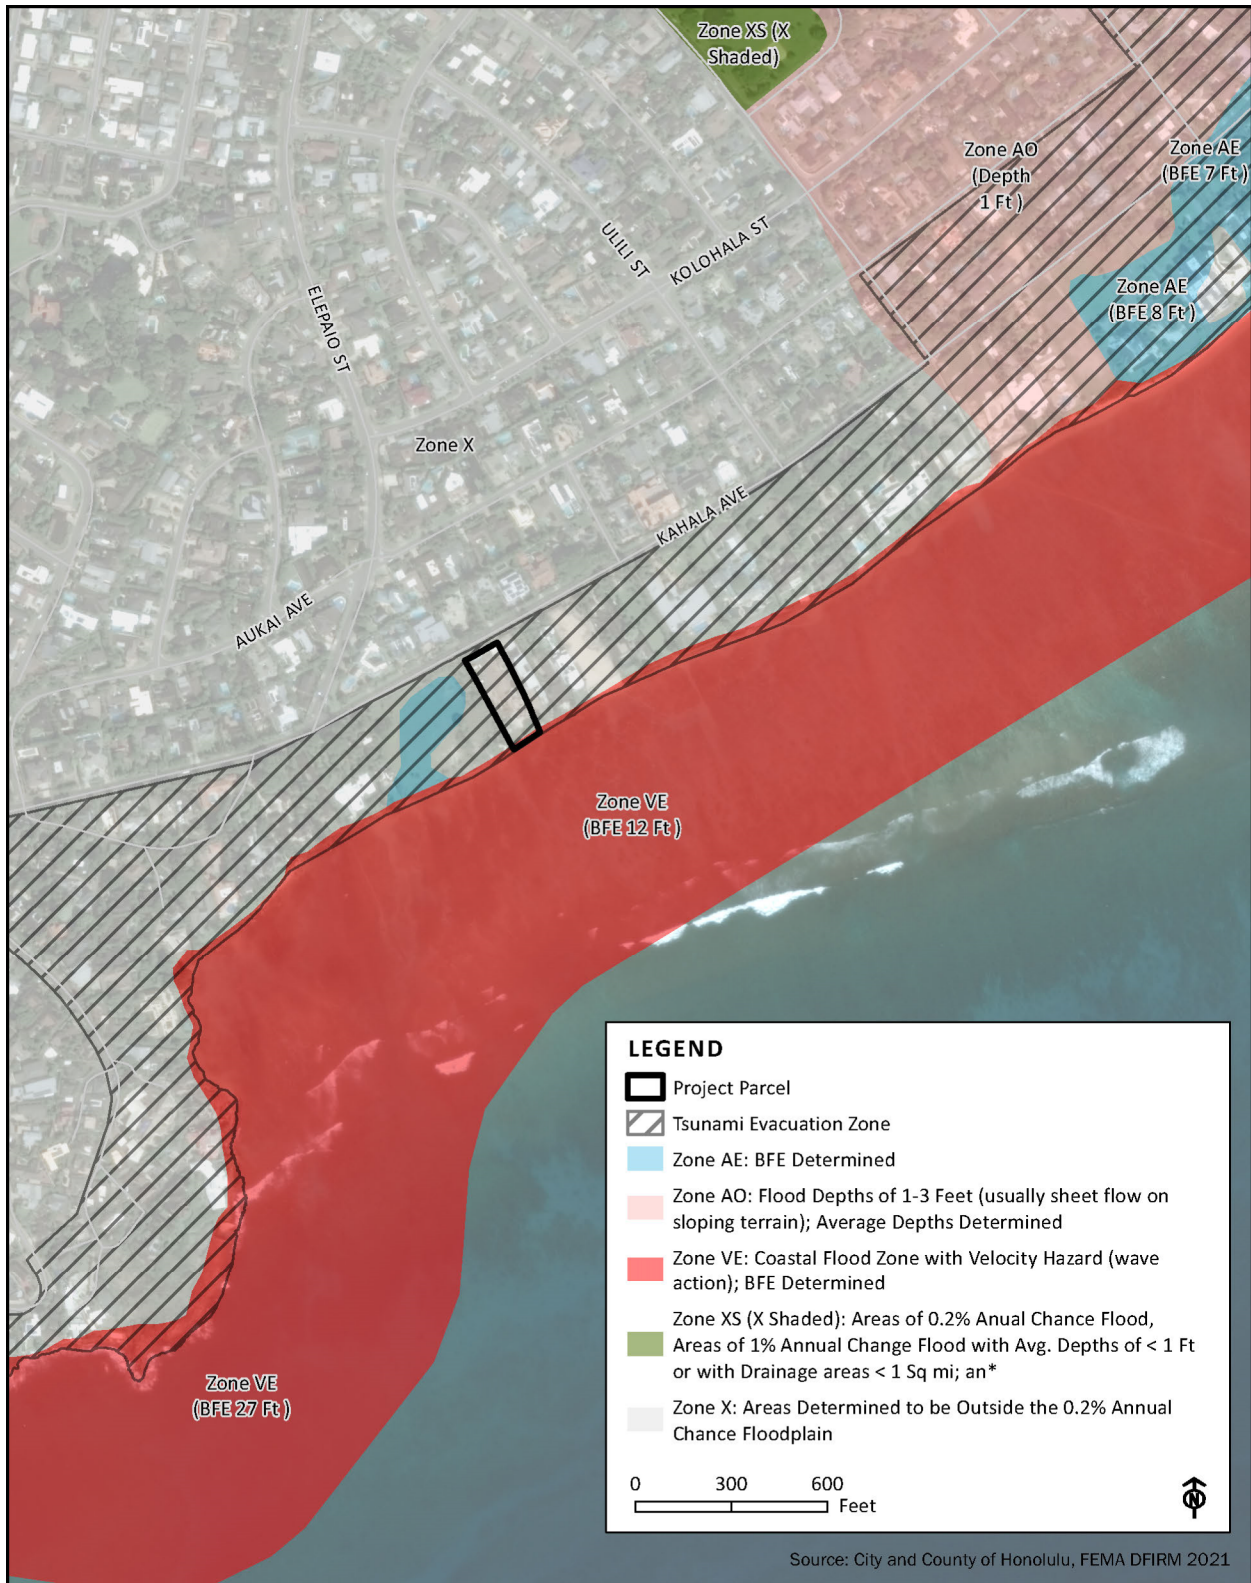 Zone XS (X
Shaded)
Zone AO
(Depth
1 Ft )
Zone AE
(BFE 7 Ft )
ULILI ST
KOLOHALA ST
Zone AE
(BFE 8 Ft )
ELEPAIO ST
Zone X
KAHALA AVE
AUKAI AVE
Zone VE
(BFE 12 Ft )
Zone VE
(BFE 27 Ft )
LEGEND
Project Parcel
Tsunami Evacuation Zone
Zone AE: BFE Determined
Zone AO: Flood Depths of 1-3 Feet (usually sheet flow on
sloping terrain); Average Depths Determined
Zone VE: Coastal Flood Zone with Velocity Hazard (wave
action); BFE Determined
Zone XS (X Shaded): Areas of 0.2% Anual Chance Flood,
Areas of 1% Annual Change Flood with Avg. Depths of < 1 Ft
or with Drainage areas < 1 Sq mi; an*
Zone X: Areas Determined to be Outside the 0.2% Annual
Chance Floodplain
0 300 600
Feet
N
Source: City and County of Honolulu, FEMA DFIRM 2021